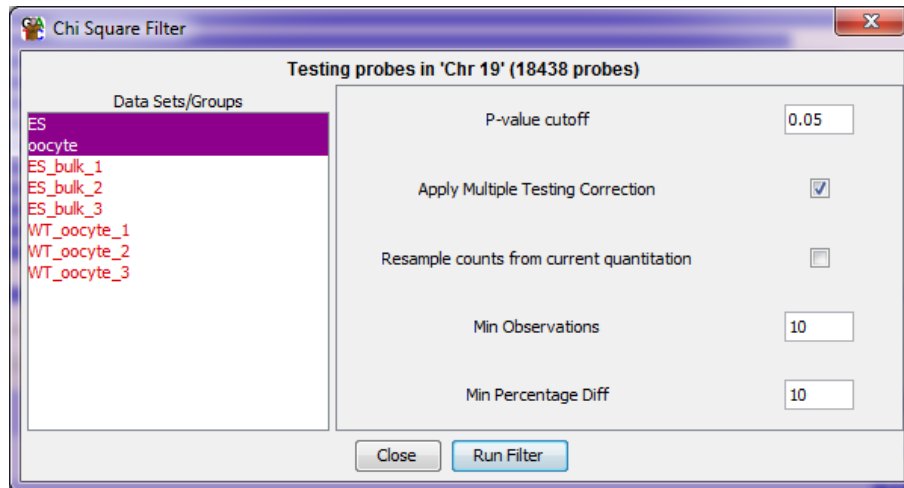 Chi Square Filter
Testing probes in 'Chr 19' (18438 probes)
Data Sets/Groups
ES
oocyte
ES_bulk_1
ES_bulk_2
ES_bulk_3
WT_oocyte_1
WT_oocyte_2
WT_oocyte_3
P-value cutoff 0.05
Apply Multiple Testing Correction
Resample counts from current quantitation
Min Observations 10
Min Percentage Diff 10
Close Run Filter